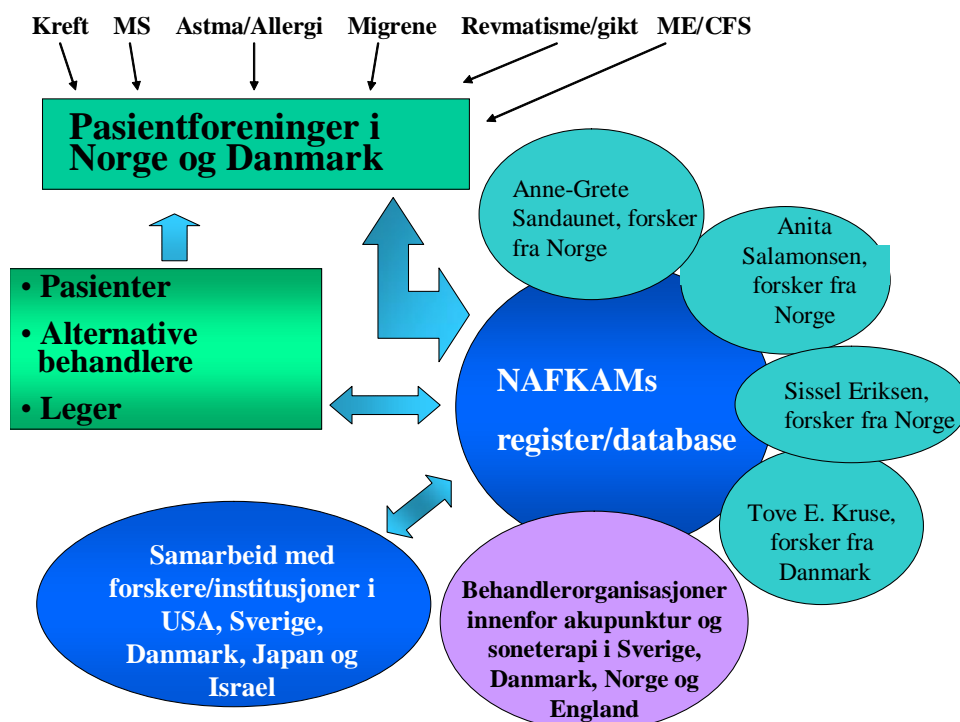 Kreft MS Astma/Allergi Migrene Revmatisme/gikt ME/CFS
Pasientforeninger i
Norge og Danmark
Anne-Grete
Sandaunet, forsker
fra Norge
Anita
Salamonsen,
forsker fra
Norge
• Pasienter
• Alternative
behandlere
• Leger
NAFKAMs
register/database
Sissel Eriksen,
forsker fra Norge
Tove E. Kruse,
forsker fra
Danmark
Samarbeid med
forskere/institusjoner i
USA, Sverige,
Danmark, Japan og
Israel
Behandlerorganisasjoner
innenfor akupunktur og
soneterapi i Sverige,
Danmark, Norge og
England